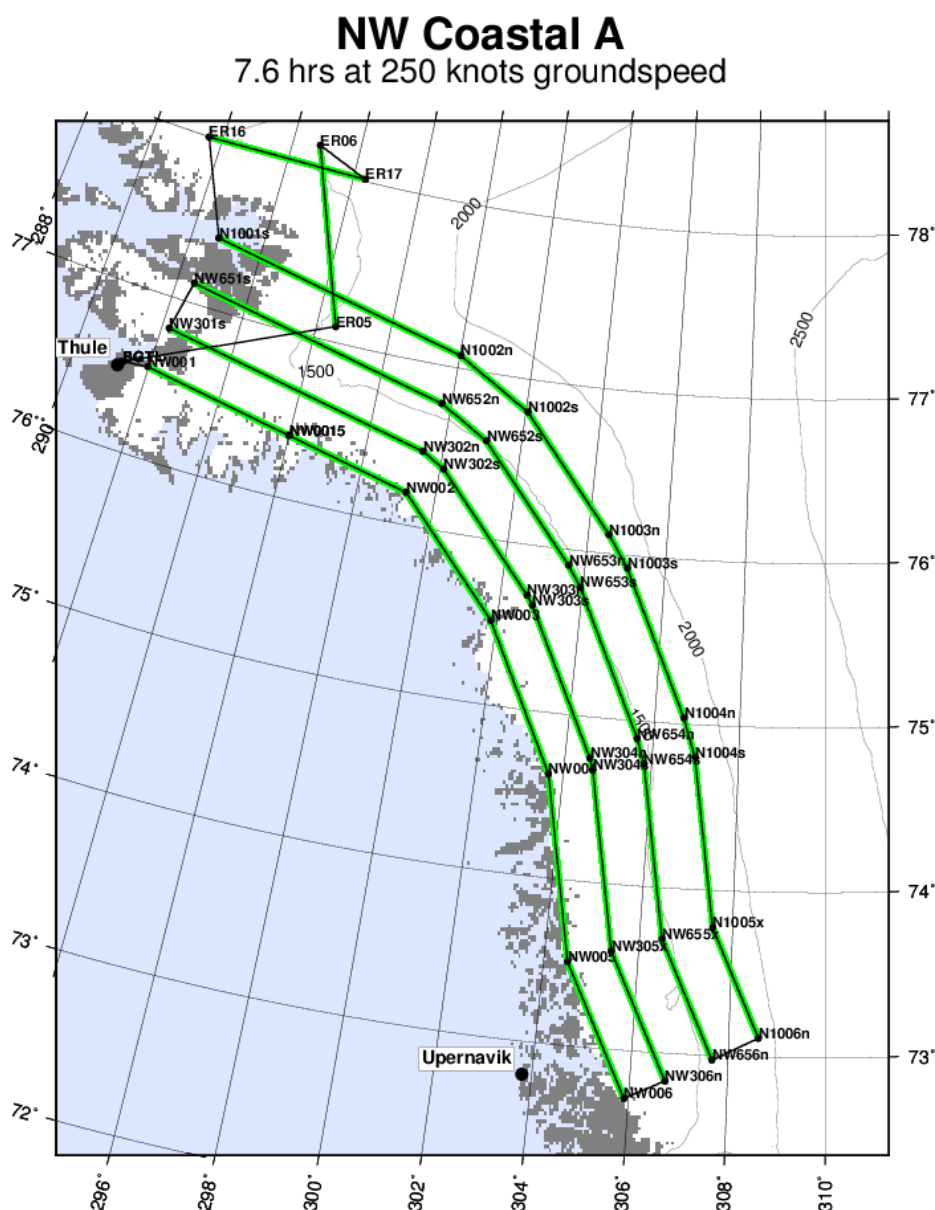 NW Coastal A
7.6 hrs at 250 knots groundspeed
ER16
ER06
ER17
2000
288°
77°
N1001s
78°
NW651s
ER05
NW301s
2500
Thule
BGTL
NW001
N1002n
1500
77°
NW652n
N1002s
76°
290°
NW0015
NW652s
NW302n
NW302s
NW002
N1003n
76°
NW653n
N1003s
NW653s
75°
NW303n
NW303s
NW003
2000
N1004n
1500
75°
NW654n
N1004s
NW304n
NW654s
74°
NW004
NW304s
74°
N1005x
NW655x
73°
NW305x
NW005
N1006n
Upernavik
NW656n
73°
NW306n
NW006
72°
296°
298°
300°
302°
304°
306°
308°
310°